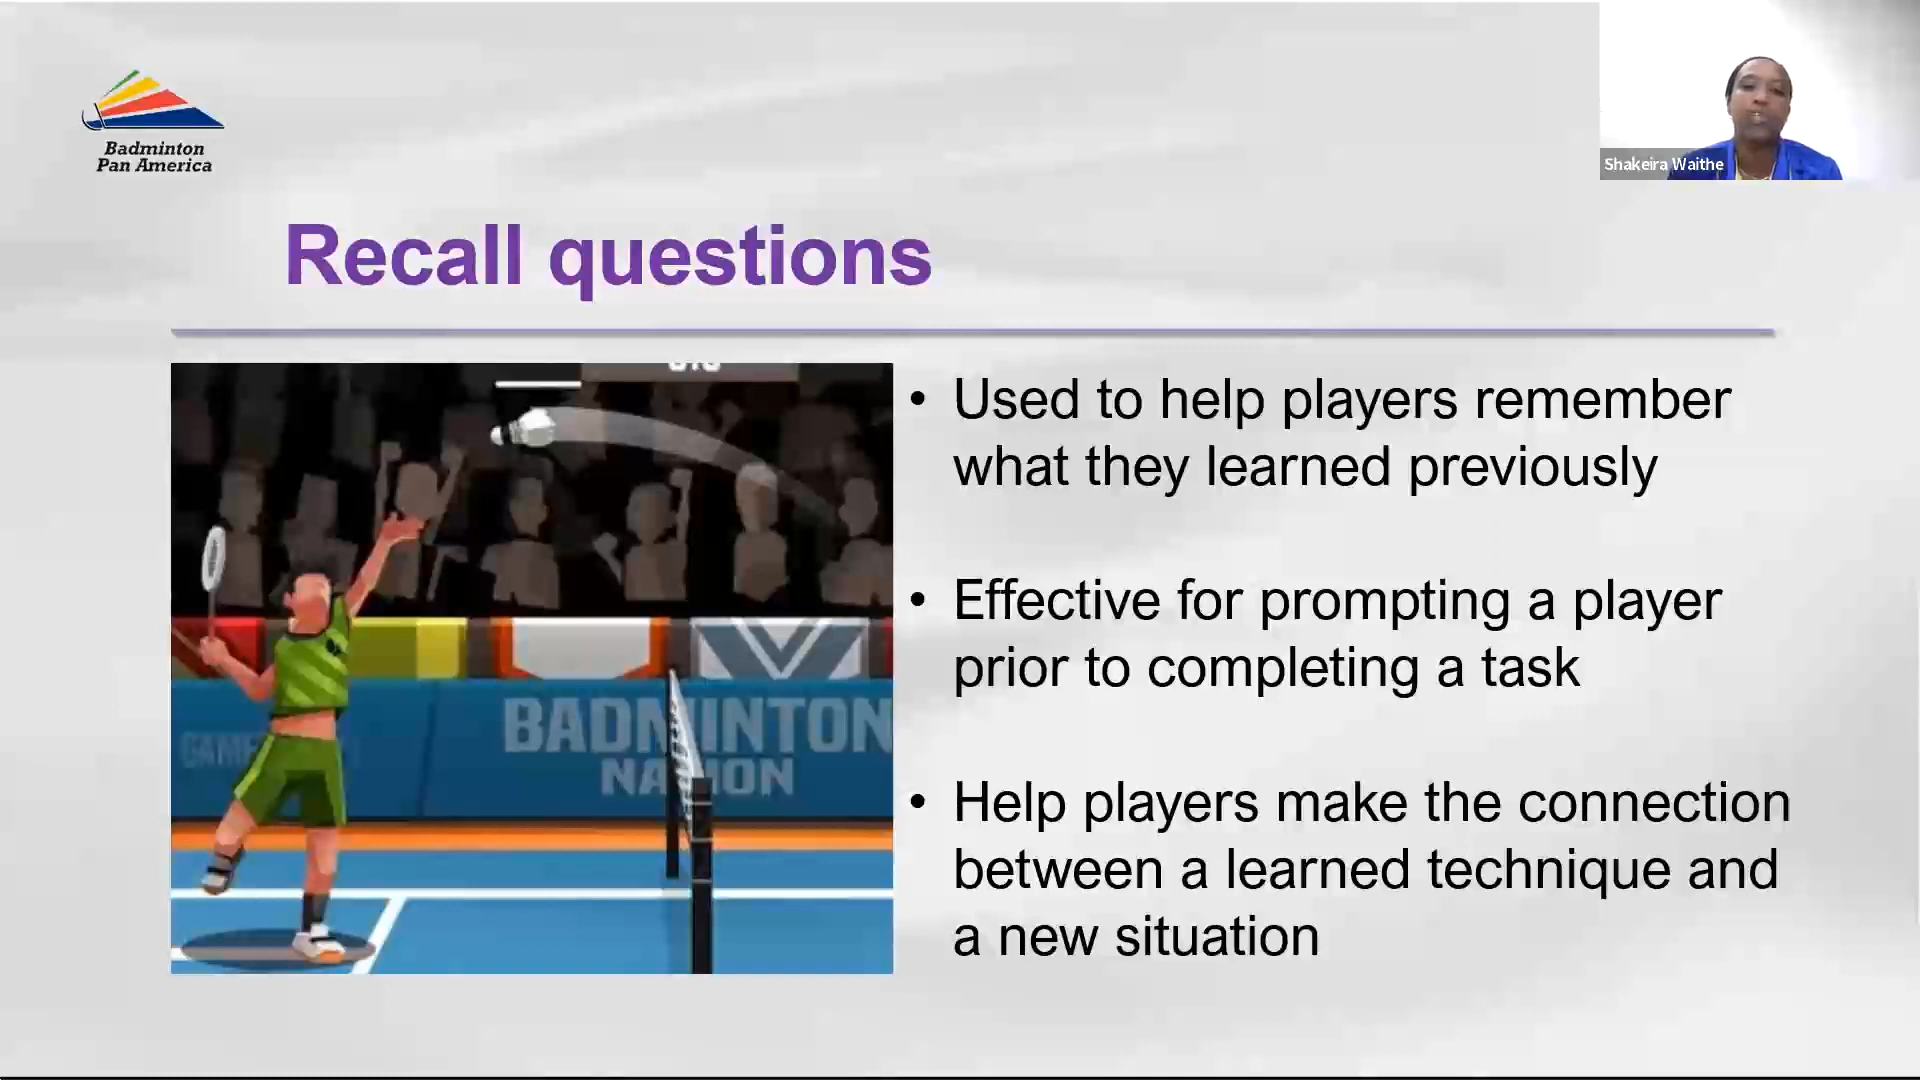 Badminton
Pan America
Shakeira Waithe
Recall questions
• Used to help players remember
what they learned previously
• Effective for prompting a player
prior to completing a task
• Help players make the connection
between a learned technique and
a new situation
BADMINTON
NATION